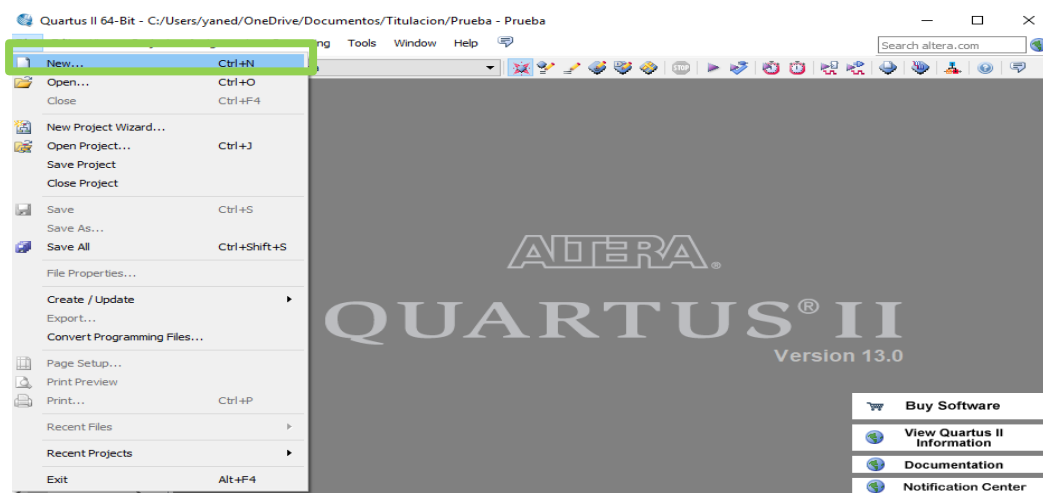 Quartus II 64-Bit - C:/Users/yaned/OneDrive/Documentos/Titulacion/Prueba - Prueba
Tools Window Help
Search altera.com
New... Ctrl+N
Open... Ctrl+O
Close Ctrl+F4
New Project Wizard...
Open Project... Ctrl+J
Save Project
Close Project
Save Ctrl+S
Save As...
Save All Ctrl+Shift+S
File Properties...
Create / Update
Export...
Convert Programming Files...
Page Setup...
Print Preview
Print... Ctrl+P
Recent Files
Recent Projects
Exit Alt+F4
STOP
ALTERA®
QUARTUS® II
Version 13.0
Buy Software
View Quartus II
Information
Documentation
Notification Center